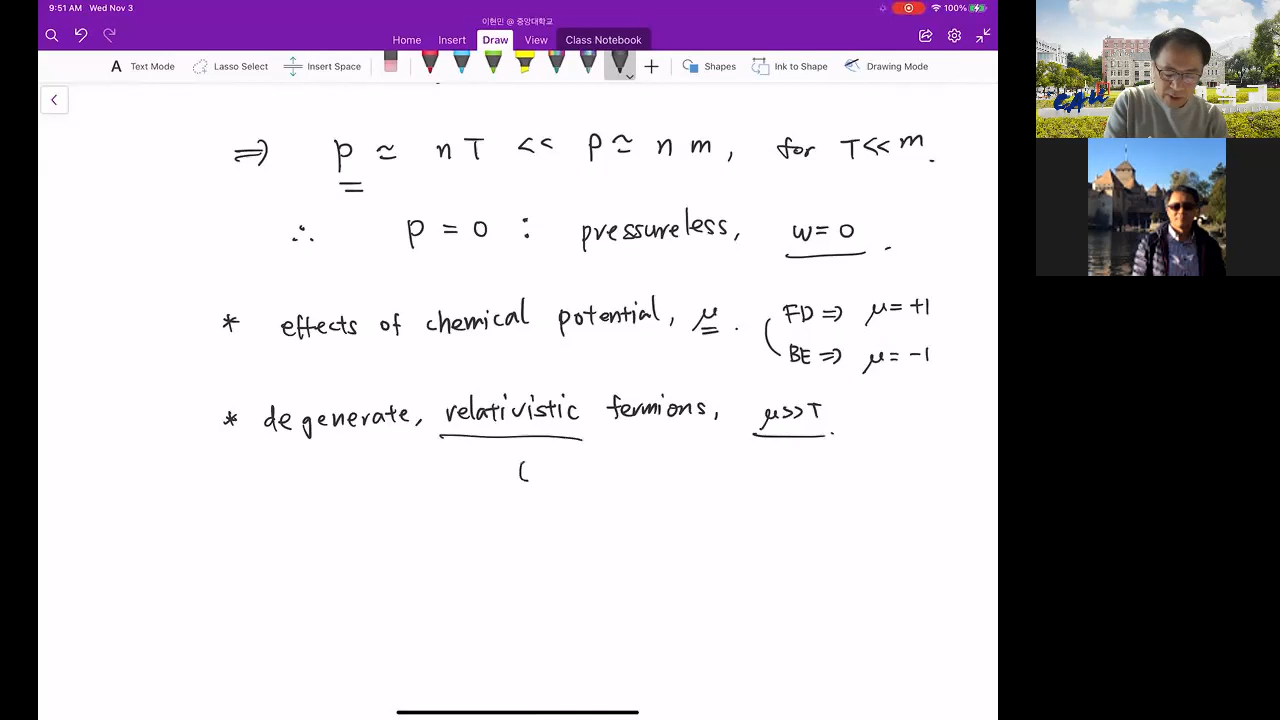 9:51 AM Wed Nov 3
100%
이현민 @ 중앙대학교
Home Insert Draw View Class Notebook
A Text Mode Lasso Select Insert Space Shapes Ink to Shape Drawing Mode
⇒ p ≃ n T << ρ ≃ n m, for T << m.
∴ p = 0 : pressureless, w = 0.
* effects of chemical potential, μ. FD ⇒ μ = +1
BE ⇒ μ = -1
* degenerate, relativistic fermions, μ >> T.
(
CAU